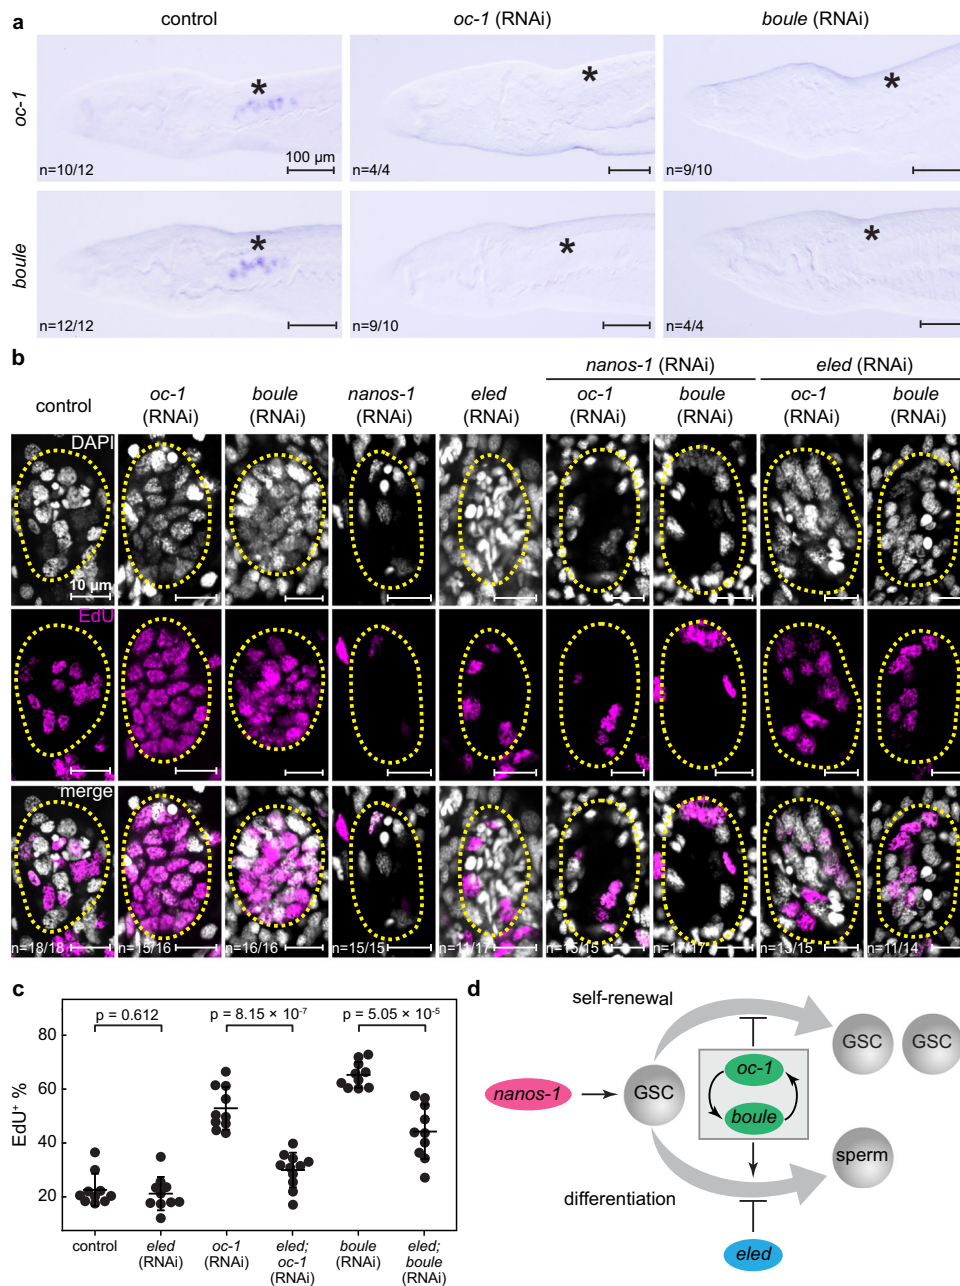 a
control oc-1 (RNAi) boule (RNAi)
oc-1
* * *
100 µm
n=10/12 n=4/4 n=9/10
boule
* * *
n=12/12 n=9/10 n=4/4
b
nanos-1 (RNAi) eled (RNAi)
control oc-1 (RNAi) boule (RNAi) nanos-1 (RNAi) eled (RNAi) oc-1 (RNAi) boule (RNAi) oc-1 (RNAi) boule (RNAi)
DAPI
10 µm
EdU
merge
n=18/18 n=15/16 n=16/16 n=15/15 n=11/17 n=15/15 n=17/17 n=13/15 n=11/14
c
p = 0.612 p = 8.15 × 10-7 p = 5.05 × 10-5
EdU+ %
80
60
40
20
control eled (RNAi) oc-1 (RNAi) eled; oc-1 (RNAi) boule (RNAi) eled; boule (RNAi)
d
self-renewal
GSC GSC
oc-1
nanos-1 GSC
boule
sperm
differentiation
eled